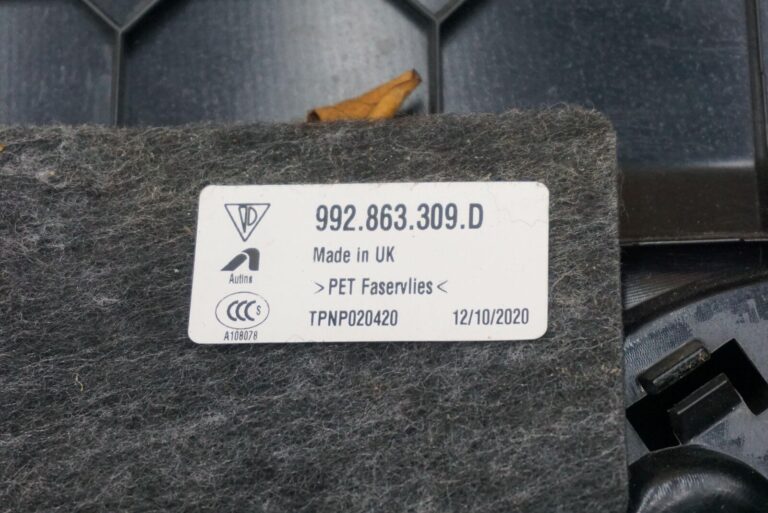 992.863.309.D
Made in UK
>PET Faservlies<
TPNP020420 12/10/2020
Autins
CCC S
A108078